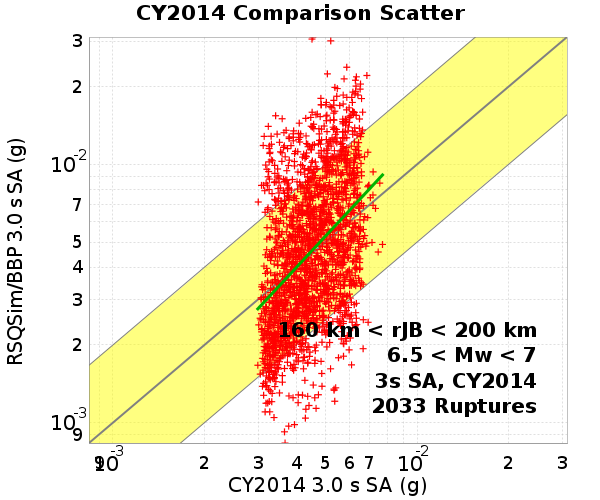 CY2014 Comparison Scatter
RSQSim/BBP 3.0 s SA (g)
3
2
10-2
7
5
4
3
2
10-3
9
160 km < rJB < 200 km
6.5 < Mw < 7
3s SA, CY2014
2033 Ruptures
9 10-3 2 3 4 5 6 7 10-2 2 3
CY2014 3.0 s SA (g)